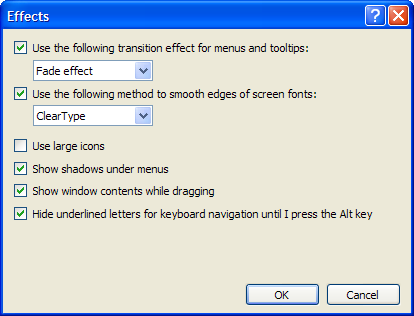 Effects
Use the following transition effect for menus and tooltips:
Fade effect
Use the following method to smooth edges of screen fonts:
ClearType
Use large icons
Show shadows under menus
Show window contents while dragging
Hide underlined letters for keyboard navigation until I press the Alt key
OK Cancel